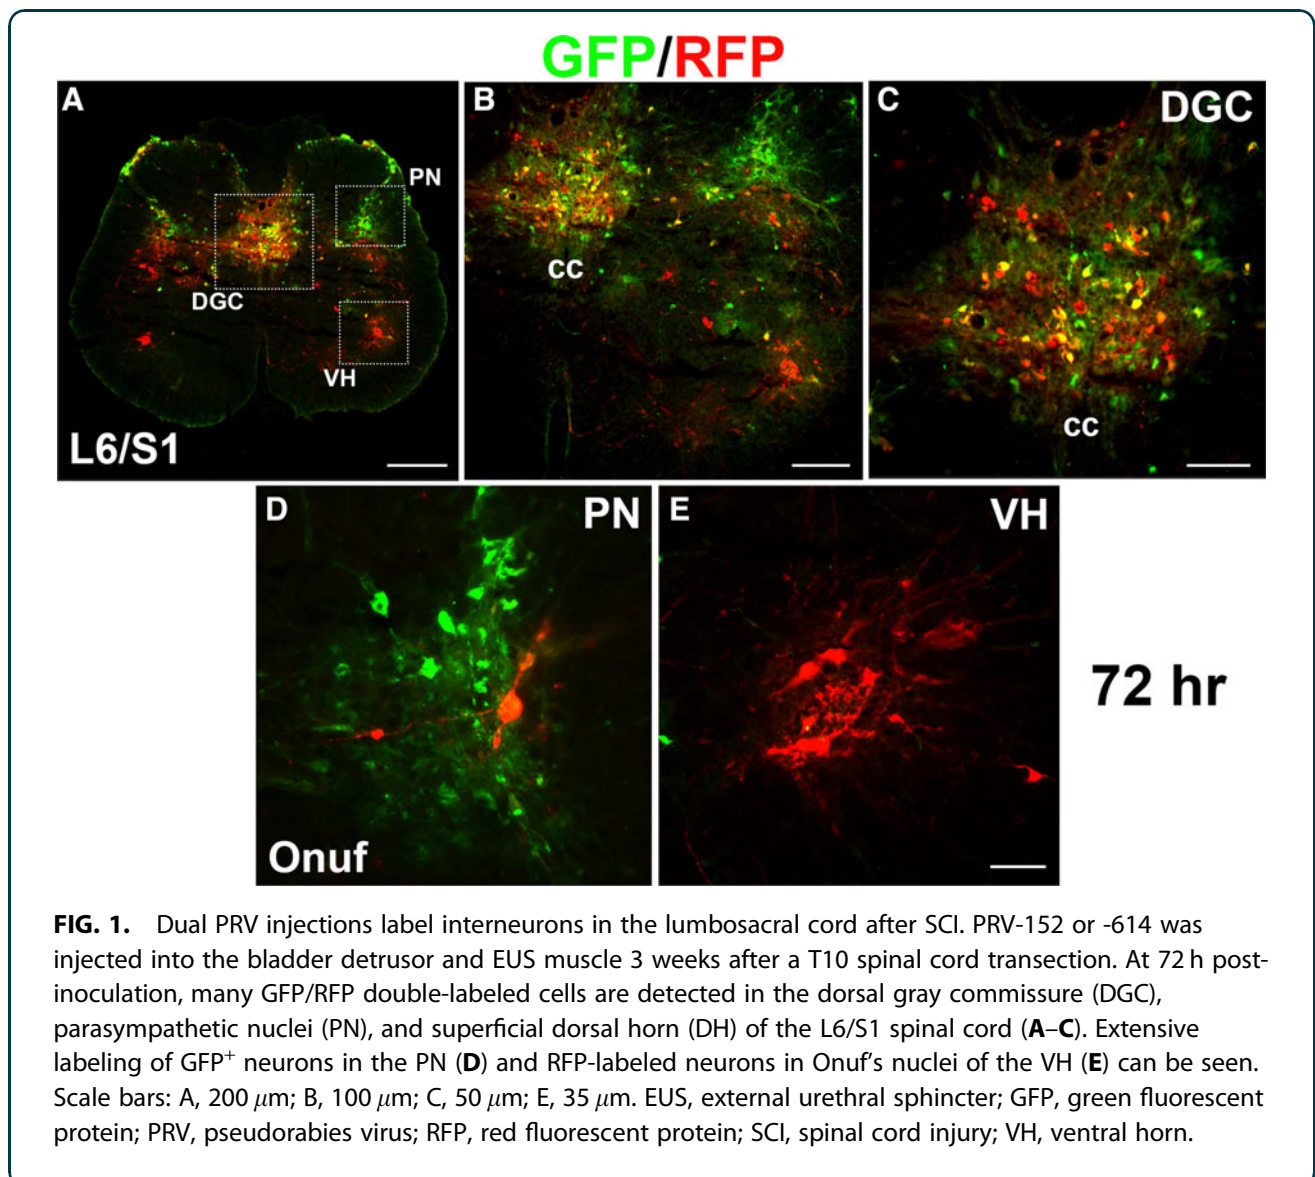 GFP/RFP
A
PN
DGC
VH
L6/S1
B
CC
C
DGC
CC
D
PN
Onuf
E
VH
72 hr
FIG. 1. Dual PRV injections label interneurons in the lumbosacral cord after SCI. PRV-152 or -614 was
injected into the bladder detrusor and EUS muscle 3 weeks after a T10 spinal cord transection. At 72 h post-
inoculation, many GFP/RFP double-labeled cells are detected in the dorsal gray commissure (DGC),
parasympathetic nuclei (PN), and superficial dorsal horn (DH) of the L6/S1 spinal cord (A–C). Extensive
labeling of GFP⁺ neurons in the PN (D) and RFP-labeled neurons in Onuf's nuclei of the VH (E) can be seen.
Scale bars: A, 200 μm; B, 100 μm; C, 50 μm; E, 35 μm. EUS, external urethral sphincter; GFP, green fluorescent
protein; PRV, pseudorabies virus; RFP, red fluorescent protein; SCI, spinal cord injury; VH, ventral horn.